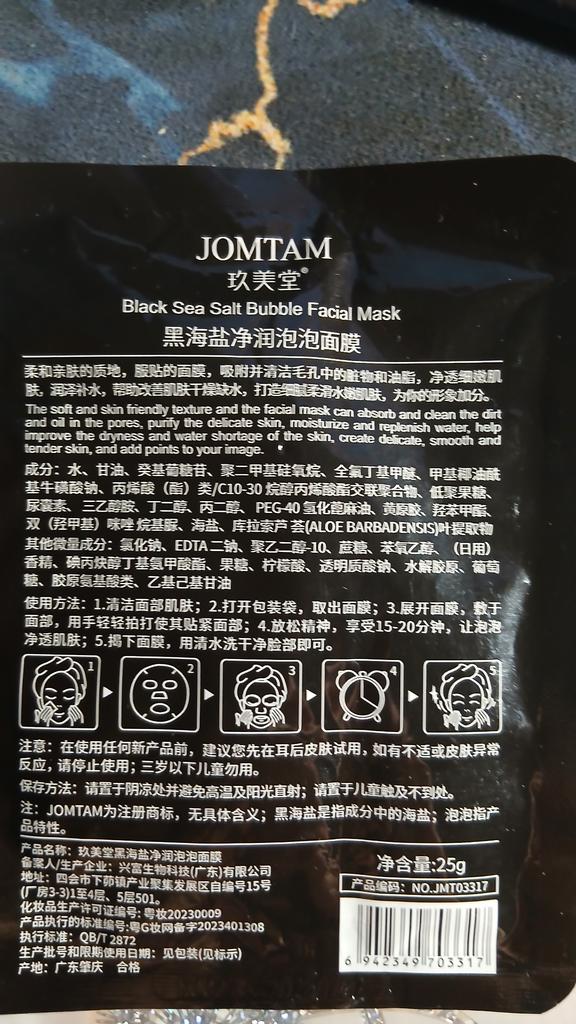 JOMTAM
玖美堂®
Black Sea Salt Bubble Facial Mask
黑海盐净润泡泡面膜
柔和亲肤的质地，服贴的面膜，吸附并清洁毛孔中的脏物和油脂，净透细嫩肌
肤，润泽补水，帮助改善肌肤干燥缺水，打造细腻柔滑水嫩肌肤，为你的形象加分。
The soft and skin friendly texture and the facial mask can absorb and clean the dirt
and oil in the pores, purify the delicate skin, moisturize and replenish water, help
improve the dryness and water shortage of the skin, create delicate, smooth and
tender skin, and add points to your image.
成分：水、甘油、癸基葡糖苷、聚二甲基硅氧烷、全氟丁基甲醚、甲基椰油酰
基牛磺酸钠、丙烯酸（酯）类/C10-30 烷醇丙烯酸酯交联聚合物、低聚果糖、
尿囊素、三乙醇胺、丁二醇、丙二醇、PEG-40 氢化蓖麻油、黄原胶、羟苯甲酯、
双（羟甲基）咪唑烷基脲、海盐、库拉索芦荟(ALOE BARBADENSIS)叶提取物
其他微量成分：氯化钠、EDTA 二钠、聚乙二醇-10、蔗糖、苯氧乙醇、（日用）
香精、碘丙炔醇丁基氨甲酸酯、果糖、柠檬酸、透明质酸钠、水解胶原、葡萄
糖、胶原氨基酸类、乙基己基甘油
使用方法：1.清洁面部肌肤；2.打开包装袋，取出面膜；3.展开面膜，敷于
面部，用手轻轻拍打使其贴紧面部；4.放松精神，享受15-20分钟，让泡泡
净透肌肤；5.揭下面膜，用清水洗干净脸部即可。
1 2 3 4 5
注意：在使用任何新产品前，建议您先在耳后皮肤试用，如有不适或皮肤异常
反应，请停止使用；三岁以下儿童勿用。
保存方法：请置于阴凉处并避免高温及阳光直射；请置于儿童触及不到处。
注：JOMTAM为注册商标，无具体含义；黑海盐是指成分中的海盐；泡泡指产
品特性。
产品名称：玖美堂黑海盐净润泡泡面膜
备案人/生产企业：兴富生物科技(广东)有限公司
地址：四会市下茆镇产业聚集发展区自编号15号
(厂房3-3)1至4层、5层501。
化妆品生产许可证编号：粤妆20230009
产品执行的标准编号：粤G妆网备字2023401308
执行标准：QB/T 2872
生产批号和限期使用日期：见包装(见标示)
产地：广东肇庆 合格
净含量:25g
产品编码：NO.JMT03317
6 942349 703317